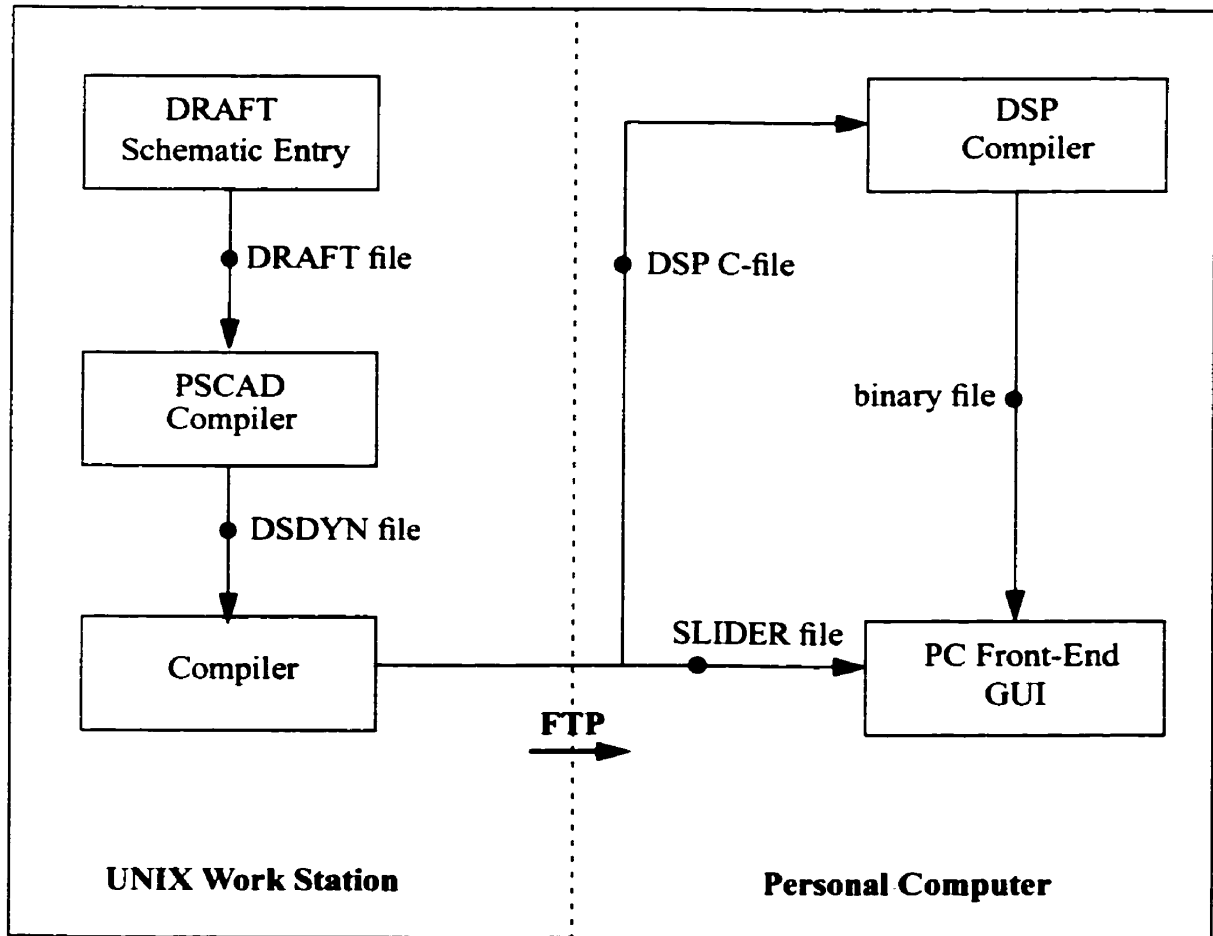 DRAFT
Schematic Entry
DRAFT file
PSCAD
Compiler
DSDYN file
Compiler
FTP
UNIX Work Station
DSP
Compiler
DSP C-file
binary file
SLIDER file
PC Front-End
GUI
Personal Computer